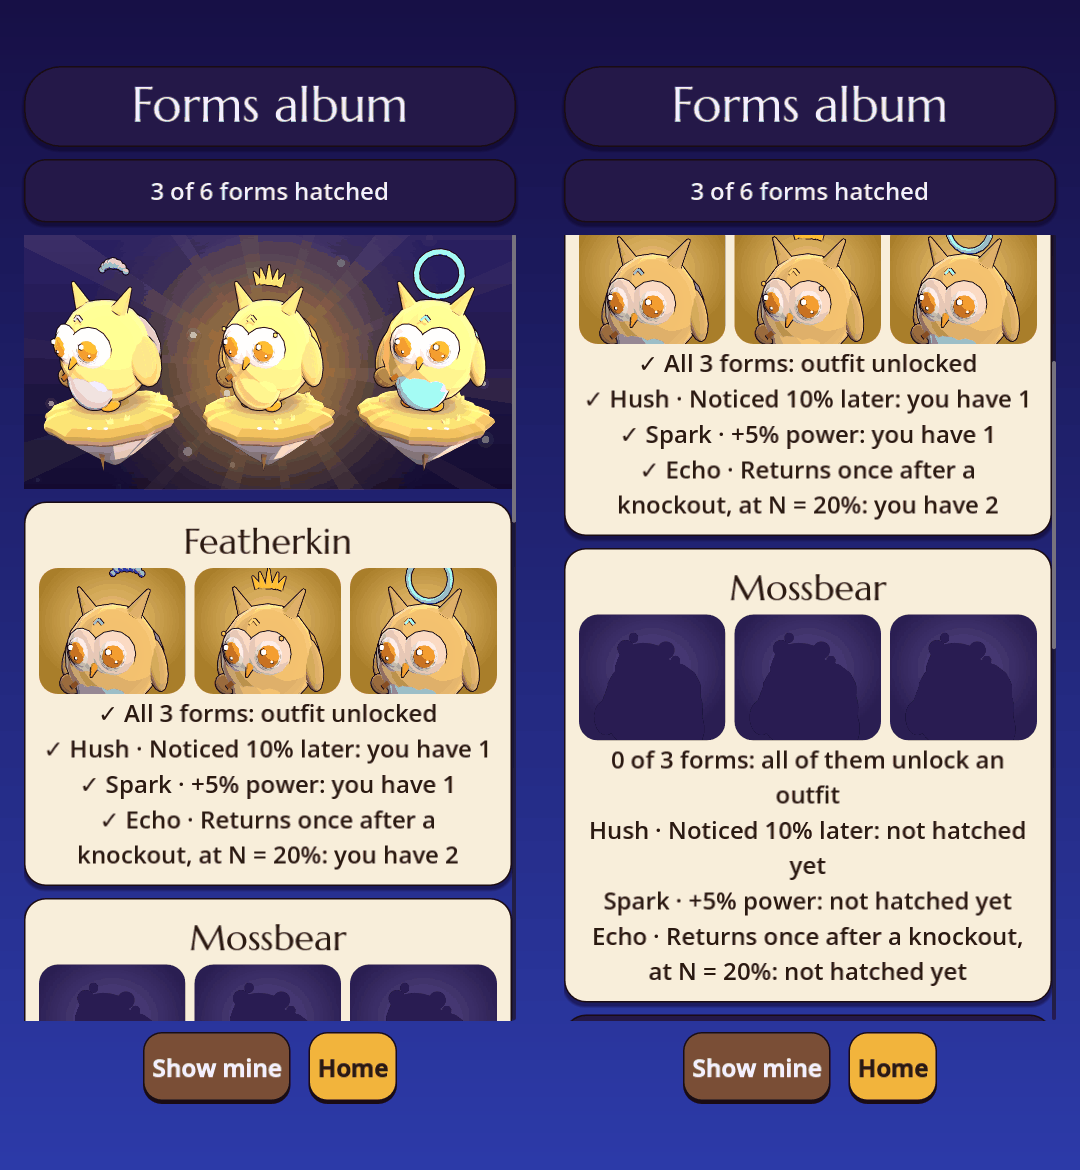 Forms album
3 of 6 forms hatched
Featherkin
✓ All 3 forms: outfit unlocked
✓ Hush · Noticed 10% later: you have 1
✓ Spark · +5% power: you have 1
✓ Echo · Returns once after a
knockout, at N = 20%: you have 2
Mossbear
Show mine
Home
Forms album
3 of 6 forms hatched
✓ All 3 forms: outfit unlocked
✓ Hush · Noticed 10% later: you have 1
✓ Spark · +5% power: you have 1
✓ Echo · Returns once after a
knockout, at N = 20%: you have 2
Mossbear
0 of 3 forms: all of them unlock an
outfit
Hush · Noticed 10% later: not hatched
yet
Spark · +5% power: not hatched yet
Echo · Returns once after a knockout,
at N = 20%: not hatched yet
Show mine
Home